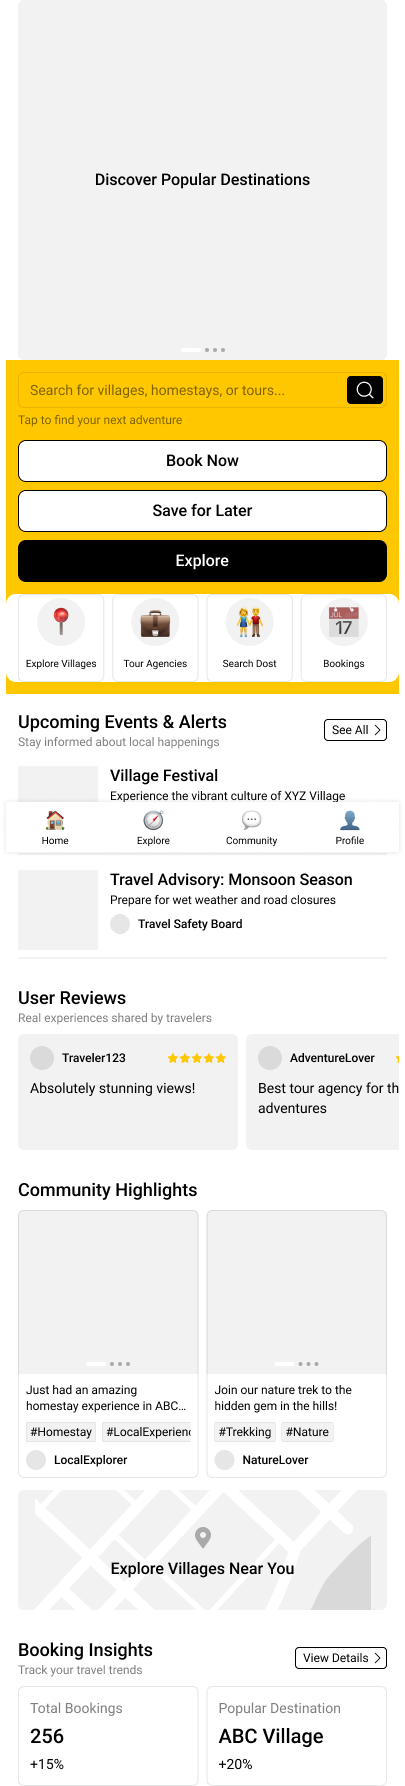 Discover Popular Destinations
Search for villages, homestays, or tours...
Tap to find your next adventure
Book Now
Save for Later
Explore
Explore Villages
Tour Agencies
Search Dost
JUL
17
Bookings
Upcoming Events & Alerts
Stay informed about local happenings
See All
Village Festival
Experience the vibrant culture of XYZ Village
Home
Explore
Community
Profile
Travel Advisory: Monsoon Season
Prepare for wet weather and road closures
Travel Safety Board
User Reviews
Real experiences shared by travelers
Traveler123
Absolutely stunning views!
AdventureLover
Best tour agency for th
adventures
Community Highlights
Just had an amazing
homestay experience in ABC...
#Homestay #LocalExperienc
LocalExplorer
Join our nature trek to the
hidden gem in the hills!
#Trekking #Nature
NatureLover
Explore Villages Near You
Booking Insights
Track your travel trends
View Details
Total Bookings
256
+15%
Popular Destination
ABC Village
+20%